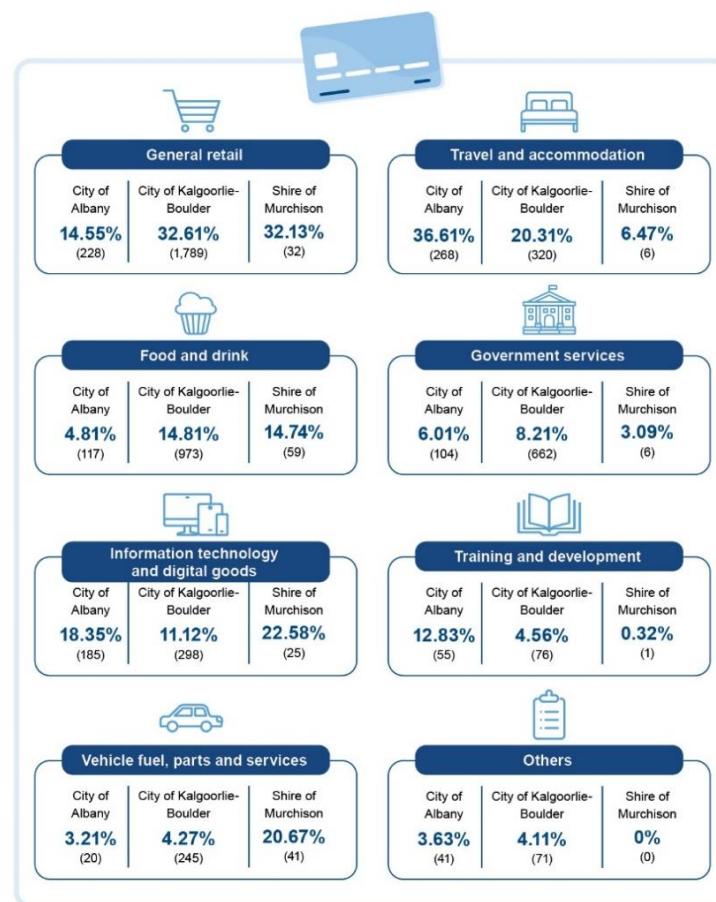 General retail
City of Albany
City of Kalgoorlie-Boulder
Shire of Murchison
14.55%
32.61%
32.13%
(228)
(1,789)
(32)
Travel and accommodation
City of Albany
City of Kalgoorlie-Boulder
Shire of Murchison
36.61%
20.31%
6.47%
(268)
(320)
(6)
Food and drink
City of Albany
City of Kalgoorlie-Boulder
Shire of Murchison
4.81%
14.81%
14.74%
(117)
(973)
(59)
Government services
City of Albany
City of Kalgoorlie-Boulder
Shire of Murchison
6.01%
8.21%
3.09%
(104)
(662)
(6)
Information technology
and digital goods
City of Albany
City of Kalgoorlie-Boulder
Shire of Murchison
18.35%
11.12%
22.58%
(185)
(298)
(25)
Training and development
City of Albany
City of Kalgoorlie-Boulder
Shire of Murchison
12.83%
4.56%
0.32%
(55)
(76)
(1)
Vehicle fuel, parts and services
City of Albany
City of Kalgoorlie-Boulder
Shire of Murchison
3.21%
4.27%
20.67%
(20)
(245)
(41)
Others
City of Albany
City of Kalgoorlie-Boulder
Shire of Murchison
3.63%
4.11%
0%
(41)
(71)
(0)